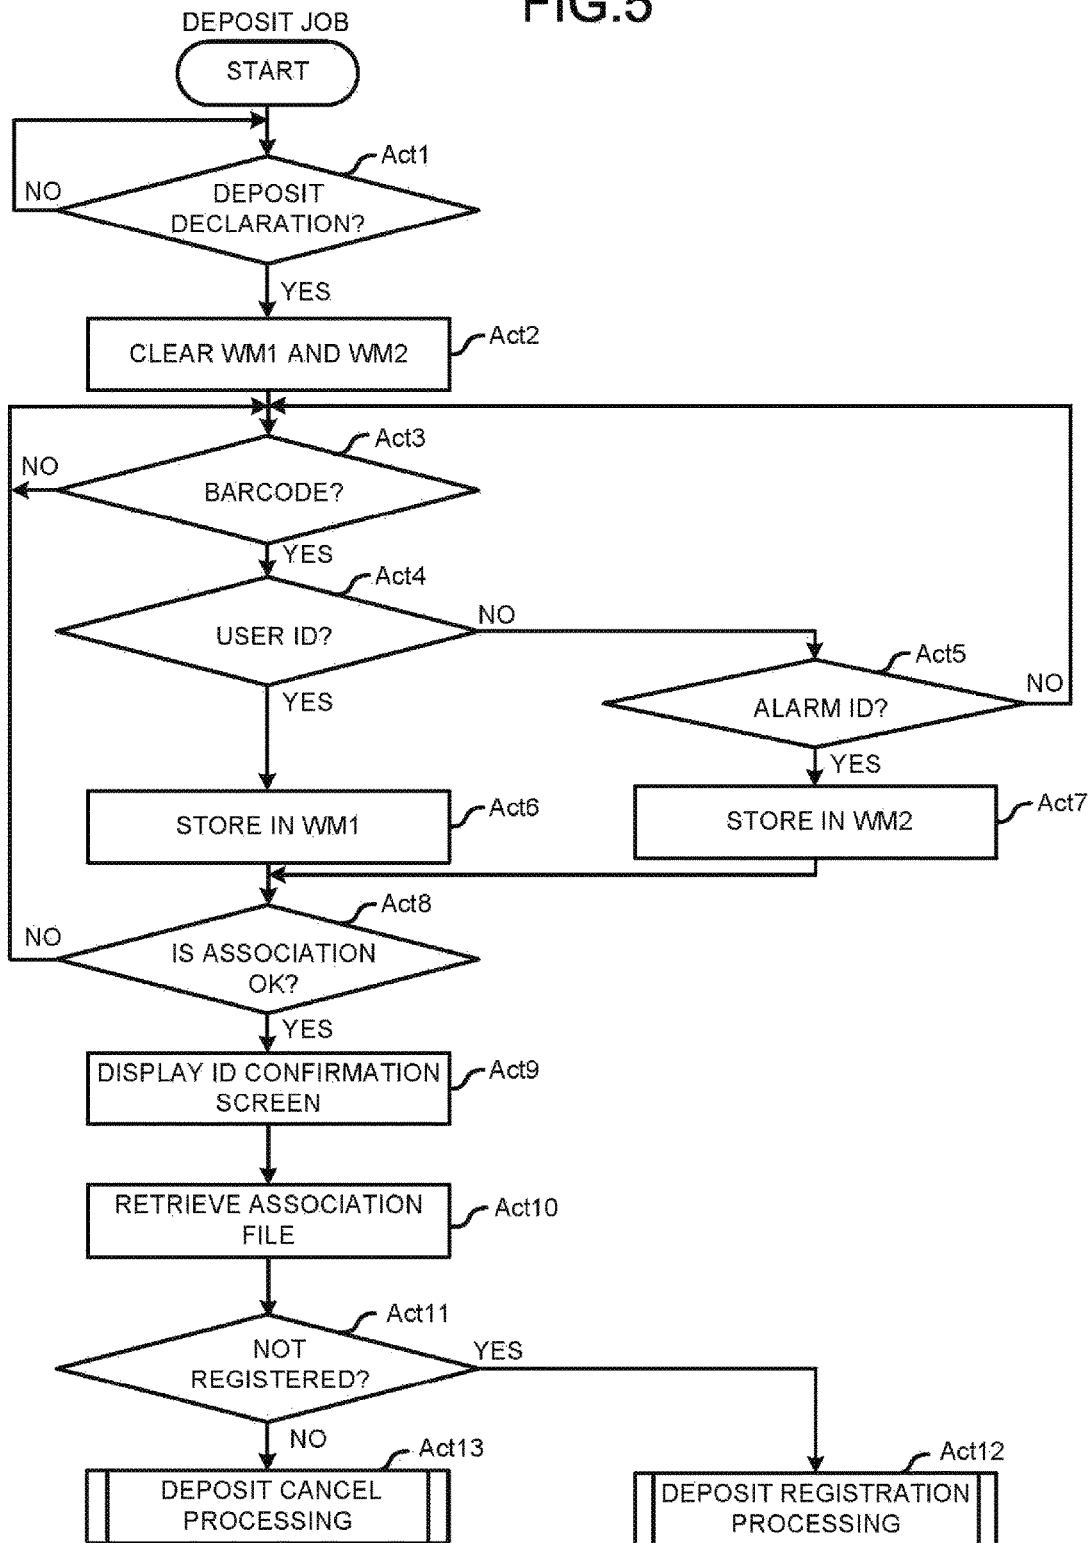 FIG.5
DEPOSIT JOB
START
Act1
NO
DEPOSIT
DECLARATION?
YES
CLEAR WM1 AND WM2
Act2
Act3
NO
BARCODE?
YES
Act4
NO
USER ID?
Act5
NO
YES
ALARM ID?
YES
STORE IN WM1
Act6
STORE IN WM2
Act7
Act8
NO
IS ASSOCIATION
OK?
YES
DISPLAY ID CONFIRMATION
SCREEN
Act9
RETRIEVE ASSOCIATION
FILE
Act10
Act11
NOT
REGISTERED?
YES
NO
Act13
DEPOSIT CANCEL
PROCESSING
Act12
DEPOSIT REGISTRATION
PROCESSING